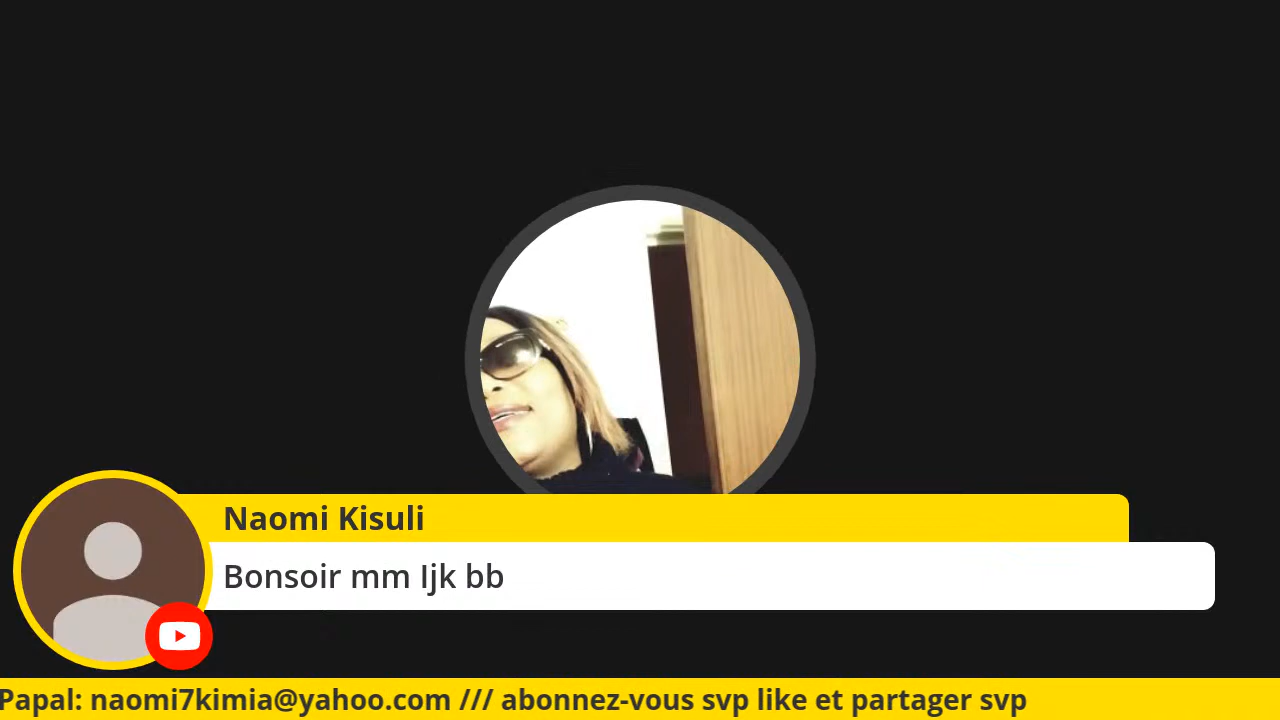 Naomi Kisuli
Bonsoir mm Ijk bb
Papal: naomi7kimia@yahoo.com /// abonnez-vous svp like et partager svp